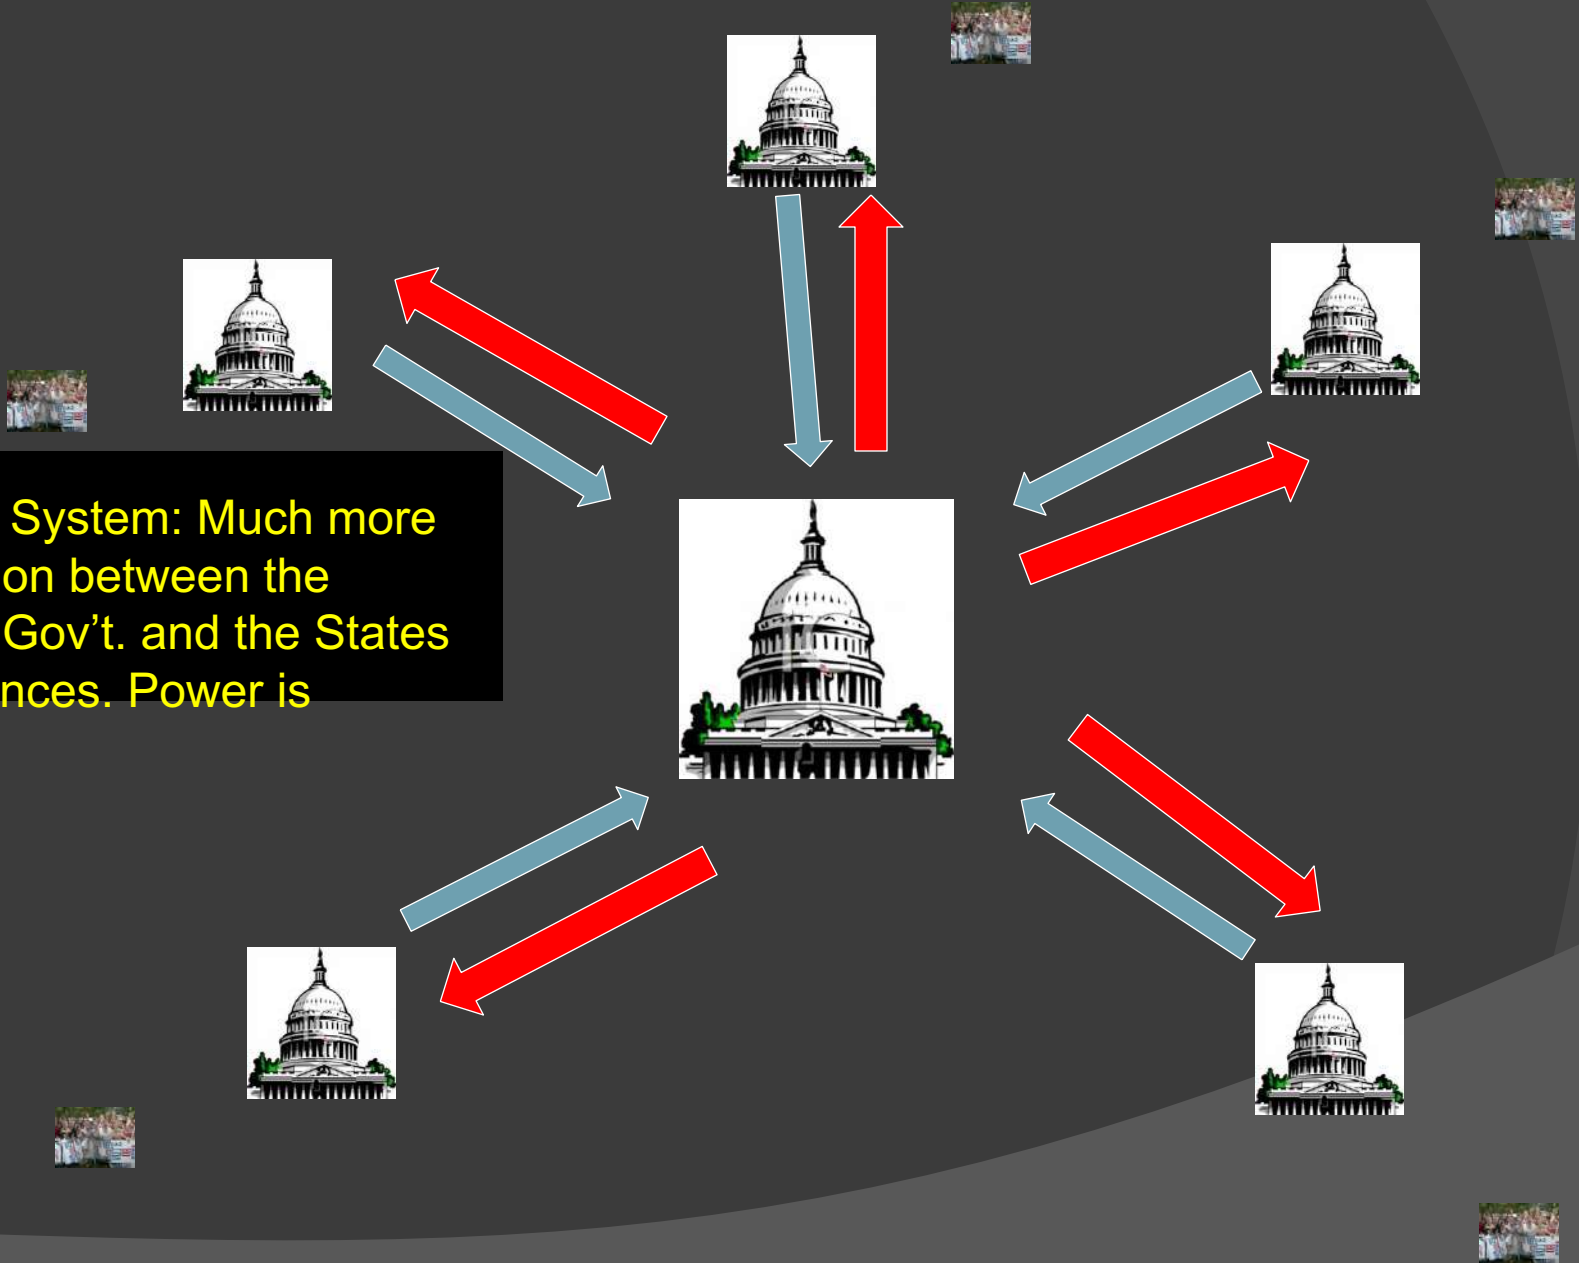 System: Much more
on between the
Gov’t. and the States
nces. Power is